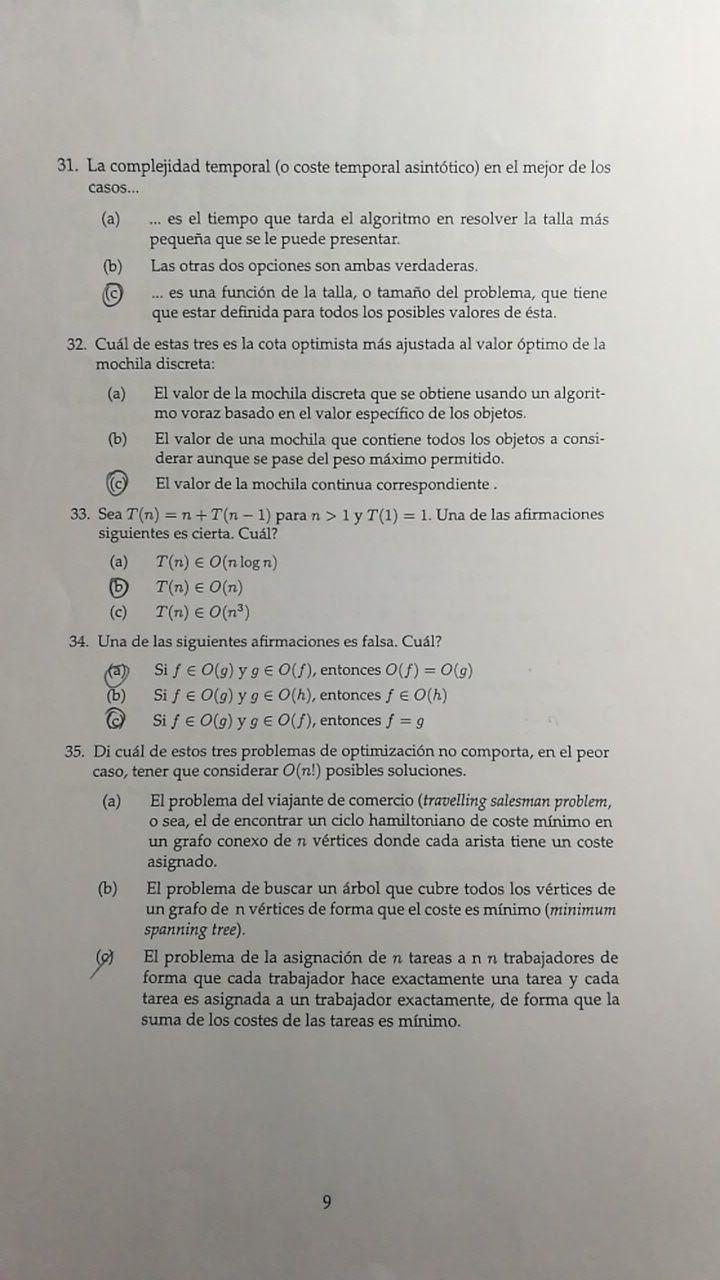 31. La complejidad temporal (o coste temporal asintótico) en el mejor de los
casos...
(a) ... es el tiempo que tarda el algoritmo en resolver la talla más
pequeña que se le puede presentar.
(b) Las otras dos opciones son ambas verdaderas.
(c) ... es una función de la talla, o tamaño del problema, que tiene
que estar definida para todos los posibles valores de ésta.
32. Cuál de estas tres es la cota optimista más ajustada al valor óptimo de la
mochila discreta:
(a) El valor de la mochila discreta que se obtiene usando un algorit-
mo voraz basado en el valor específico de los objetos.
(b) El valor de una mochila que contiene todos los objetos a consi-
derar aunque se pase del peso máximo permitido.
(c) El valor de la mochila continua correspondiente .
33. Sea T(n) = n + T(n − 1) para n > 1 y T(1) = 1. Una de las afirmaciones
siguientes es cierta. Cuál?
(a) T(n) ∈ O(n log n)
(b) T(n) ∈ O(n)
(c) T(n) ∈ O(n³)
34. Una de las siguientes afirmaciones es falsa. Cuál?
(a) Si f ∈ O(g) y g ∈ O(f), entonces O(f) = O(g)
(b) Si f ∈ O(g) y g ∈ O(h), entonces f ∈ O(h)
(c) Si f ∈ O(g) y g ∈ O(f), entonces f = g
35. Di cuál de estos tres problemas de optimización no comporta, en el peor
caso, tener que considerar O(n!) posibles soluciones.
(a) El problema del viajante de comercio (travelling salesman problem,
o sea, el de encontrar un ciclo hamiltoniano de coste mínimo en
un grafo conexo de n vértices donde cada arista tiene un coste
asignado.
(b) El problema de buscar un árbol que cubre todos los vértices de
un grafo de n vértices de forma que el coste es mínimo (minimum
spanning tree).
(c) El problema de la asignación de n tareas a n n trabajadores de
forma que cada trabajador hace exactamente una tarea y cada
tarea es asignada a un trabajador exactamente, de forma que la
suma de los costes de las tareas es mínimo.
9